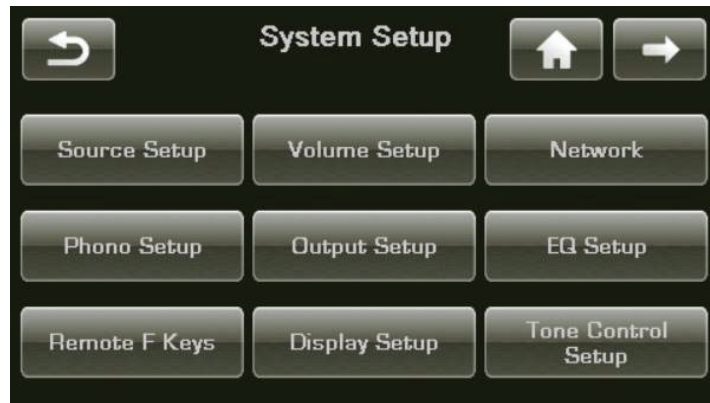 System Setup
Source Setup
Volume Setup
Network
Phono Setup
Output Setup
EQ Setup
Remote F Keys
Display Setup
Tone Control
Setup